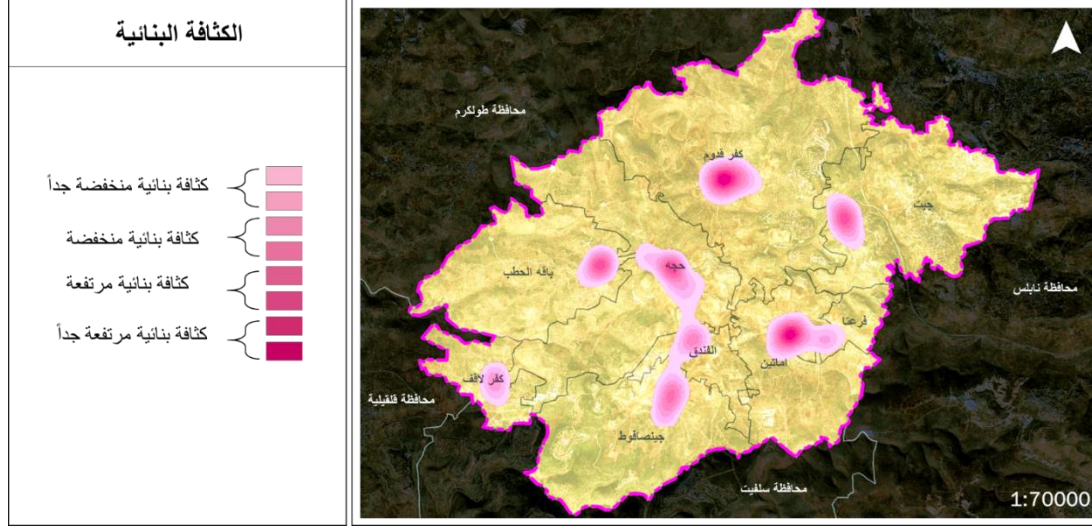 الكثافة البنائية
كثافة بنائية منخفضة جداً
كثافة بنائية منخفضة
كثافة بنائية مرتفعة
كثافة بنائية مرتفعة جداً
محافظة طولكرم
كفر قدوم
جيت
محافظة نابلس
باقه الحطب
حجه
فرعتا
الفندق
اماتين
كفر لاقف
محافظة قلقيلية
جينصافوط
محافظة سلفيت
1:70000